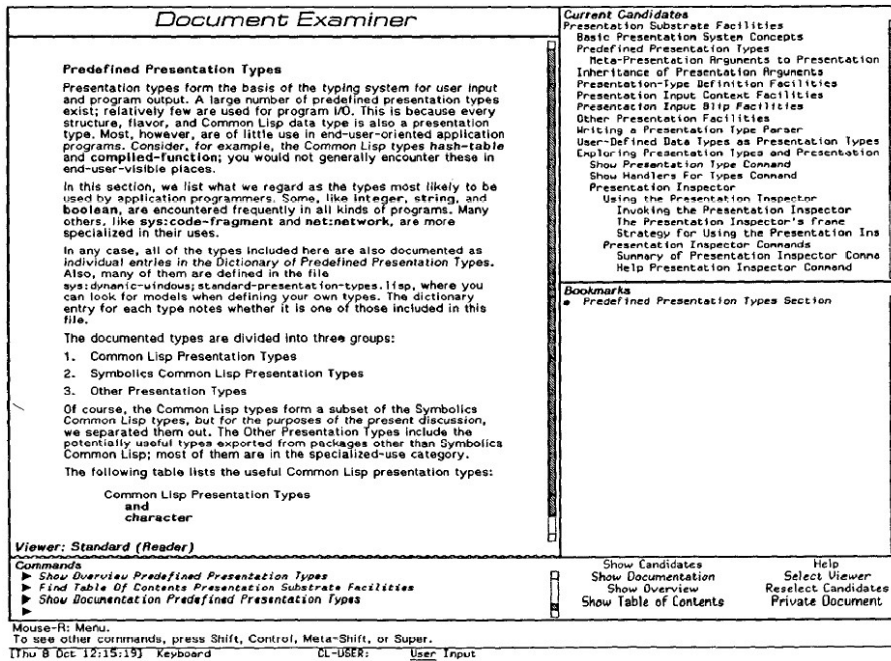 Document Examiner
Predefined Presentation Types
Presentation types form the basis of the typing system for user input
and program output. A large number of predefined presentation types
exist; relatively few are used for program I/O. This is because every
structure, flavor, and Common Lisp data type is also a presentation
type. Most, however, are of little use in end-user-oriented application
programs. Consider, for example, the Common Lisp types hash-table
and compiled-function; you would not generally encounter these in
end-user-visible places.
In this section, we list what we regard as the types most likely to be
used by application programmers. Some, like integer, string, and
boolean, are encountered frequently in all kinds of programs. Many
others, like sys:code-fragment and net:network, are more
specialized in their uses.
In any case, all of the types included here are also documented as
individual entries in the Dictionary of Predefined Presentation Types.
Also, many of them are defined in the file
sys:dynamic-windows;standard-presentation-types.lisp, where you
can look for models when defining your own types. The dictionary
entry for each type notes whether it is one of those included in this
file.
The documented types are divided into three groups:
1. Common Lisp Presentation Types
2. Symbolics Common Lisp Presentation Types
3. Other Presentation Types
Of course, the Common Lisp types form a subset of the Symbolics
Common Lisp types, but for the purposes of the present discussion,
we separated them out. The Other Presentation Types include the
potentially useful types exported from packages other than Symbolics
Common Lisp; most of them are in the specialized-use category.
The following table lists the useful Common Lisp presentation types:
Common Lisp Presentation Types
and
character
Viewer: Standard (Reader)
Current Candidates
Presentation Substrate Facilities
Basic Presentation System Concepts
Predefined Presentation Types
Meta-Presentation Arguments to Presentation
Inheritance of Presentation Arguments
Presentation-Type Definition Facilities
Presentation Input Context Facilities
Presentation Input Blip Facilities
Other Presentation Facilities
Writing a Presentation Type Parser
User-Defined Data Types as Presentation Types
Exploring Presentation Types and Presentation
Show Presentation Type Command
Show Handlers For Types Command
Presentation Inspector
Using the Presentation Inspector
Invoking the Presentation Inspector
The Presentation Inspector's frame
Strategy for Using the Presentation Ins
Presentation Inspector Commands
Summary of Presentation Inspector Comma
Help Presentation Inspector Command
Bookmarks
Predefined Presentation Types Section
Commands
Show Overview Predefined Presentation Types
Find Table Of Contents Presentation Substrate Facilities
Show Documentation Predefined Presentation Types
Show Candidates Help
Show Documentation Select Viewer
Show Overview Reselect Candidates
Show Table of Contents Private Document
Mouse-R: Menu.
To see other commands, press Shift, Control, Meta-Shift, or Super.
[Thu 8 Oct 12:15:19] Keyboard CL-USER: User Input